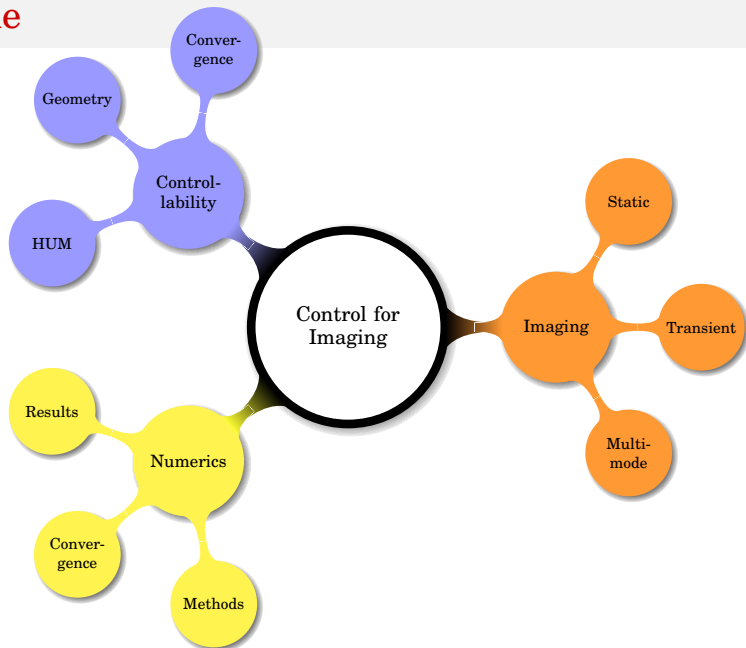 Conver-
gence
Geometry
Control-
lability
HUM
Static
Control for
Imaging
Imaging
Transient
Results
Numerics
Multi-
mode
Conver-
gence
Methods